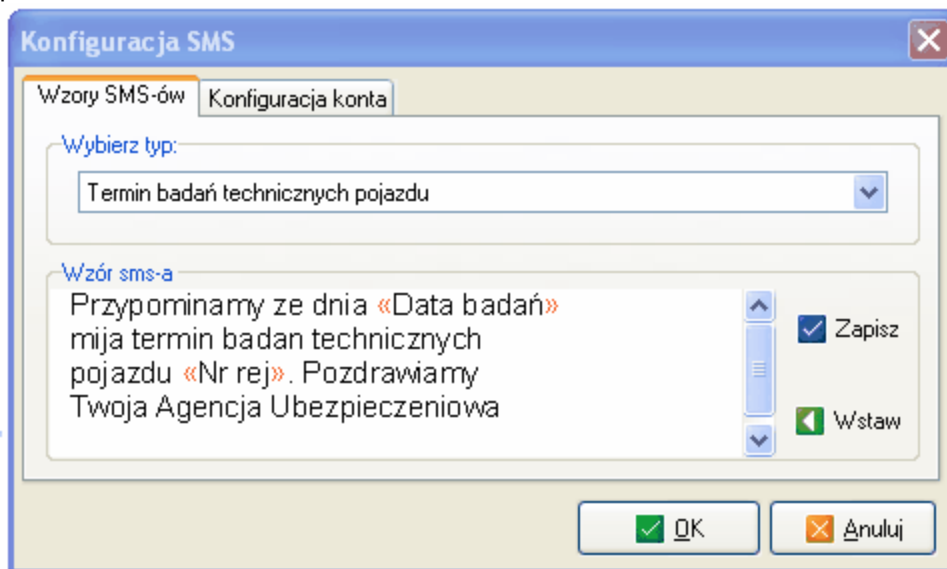 Konfiguracja SMS
Wzory SMS-ów
Konfiguracja konta
Wybierz typ:
Termin badań technicznych pojazdu
Wzór sms-a
Przypominamy ze dnia «Data badań»
mija termin badan technicznych
pojazdu «Nr rej». Pozdrawiamy
Twoja Agencja Ubezpieczeniowa
Zapisz
Wstaw
OK
Anuluj